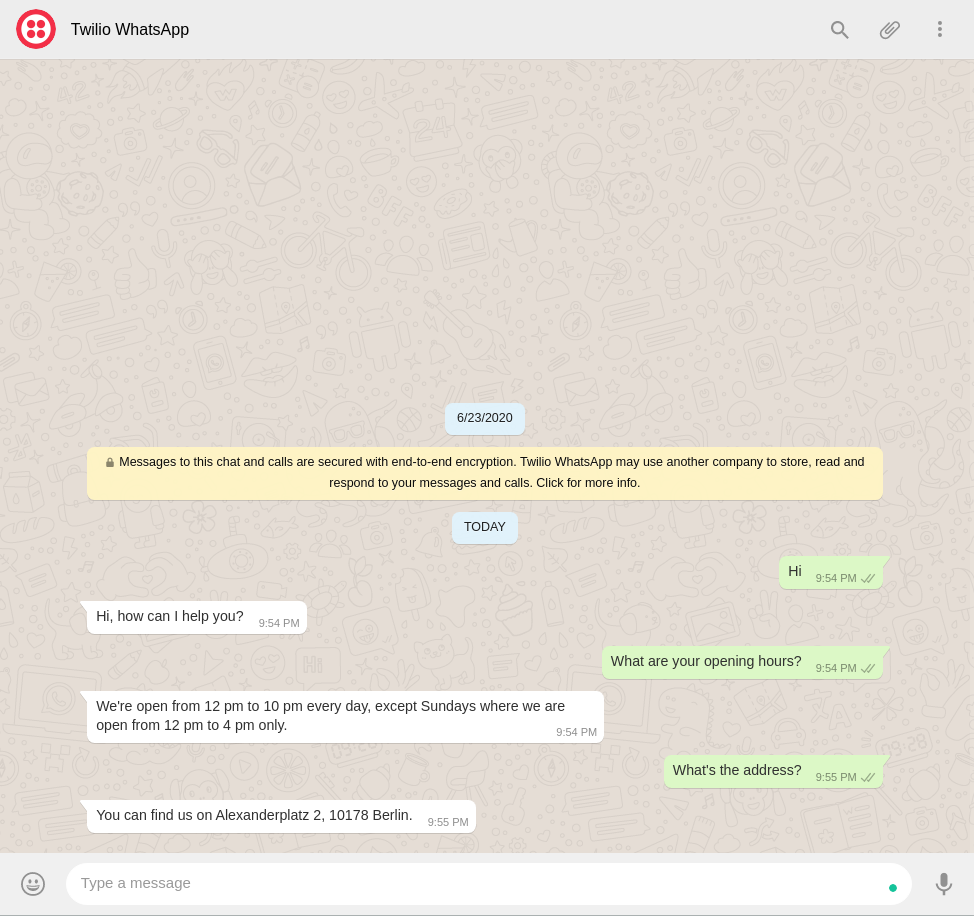 Twilio WhatsApp
6/23/2020
Messages to this chat and calls are secured with end-to-end encryption. Twilio WhatsApp may use another company to store, read and
respond to your messages and calls. Click for more info.
TODAY
Hi 9:54 PM
Hi, how can I help you? 9:54 PM
What are your opening hours? 9:54 PM
We're open from 12 pm to 10 pm every day, except Sundays where we are
open from 12 pm to 4 pm only. 9:54 PM
What's the address? 9:55 PM
You can find us on Alexanderplatz 2, 10178 Berlin. 9:55 PM
Type a message